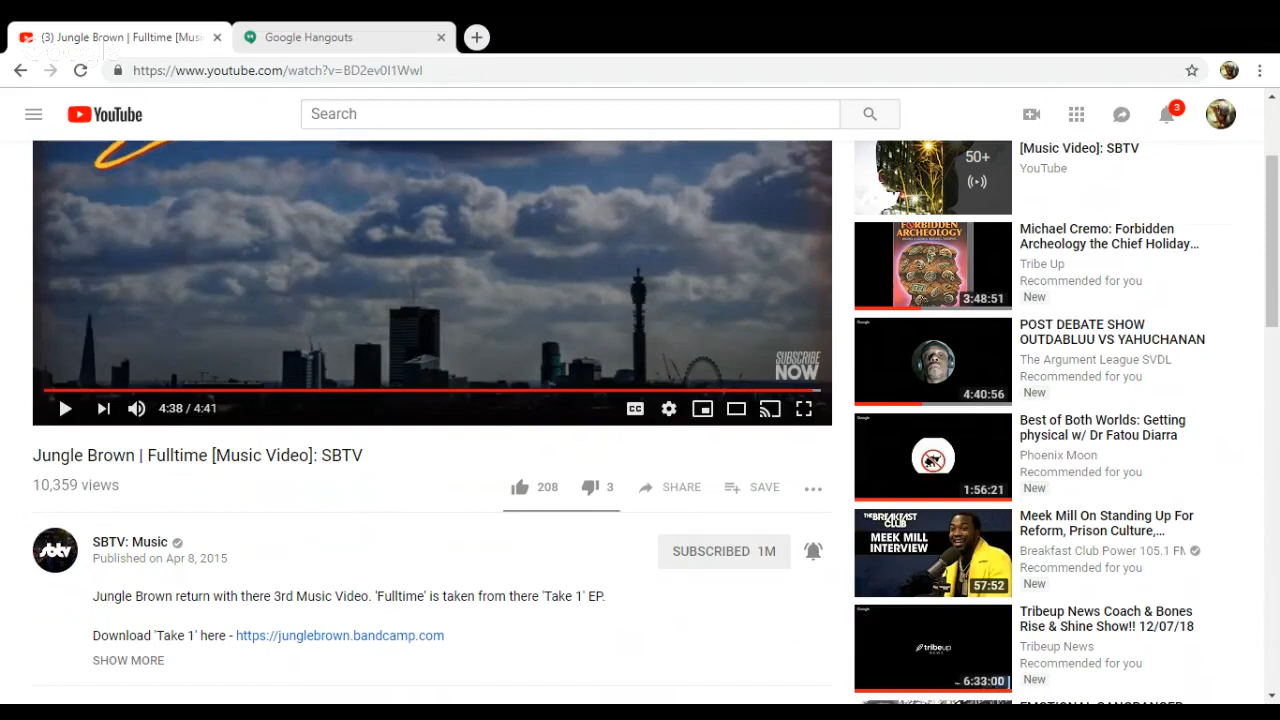 (3) Jungle Brown | Fulltime [Mus
Google Hangouts
https://www.youtube.com/watch?v=BD2ev0I1WwI
YouTube
Search
3
SUBSCRIBE
NOW
4:38 / 4:41
CC
Jungle Brown | Fulltime [Music Video]: SBTV
10,359 views
208
3
SHARE
SAVE
sbtv
SBTV: Music
Published on Apr 8, 2015
SUBSCRIBED 1M
Jungle Brown return with there new Music Video. 'Fulltime' is taken from there 'Take 1' EP.
Download 'Take 1' here - https://junglebrown.bandcamp.com
SHOW MORE
50+
[Music Video]: SBTV
YouTube
FORBIDDEN
ARCHEOLOGY
3:48:51
Michael Cremo: Forbidden
Archeology the Chief Holiday...
Tribe Up
Recommended for you
New
Google
4:40:56
POST DEBATE SHOW
OUTDABLUU VS YAHUCHANAN
The Argument League SVDL
Recommended for you
New
1:56:21
Best of Both Worlds: Getting
physical w/ Dr Fatou Diarra
Phoenix Moon
Recommended for you
New
THE BREAKFAST
CLUB
MEEK MILL
INTERVIEW
57:52
Meek Mill On Standing Up For
Reform, Prison Culture,...
Breakfast Club Power 105.1 FM
Recommended for you
New
Google
tribeup
NEWS
6:33:00
Tribeup News Coach & Bones
Rise & Shine Show!! 12/07/18
Tribeup News
Recommended for you
New